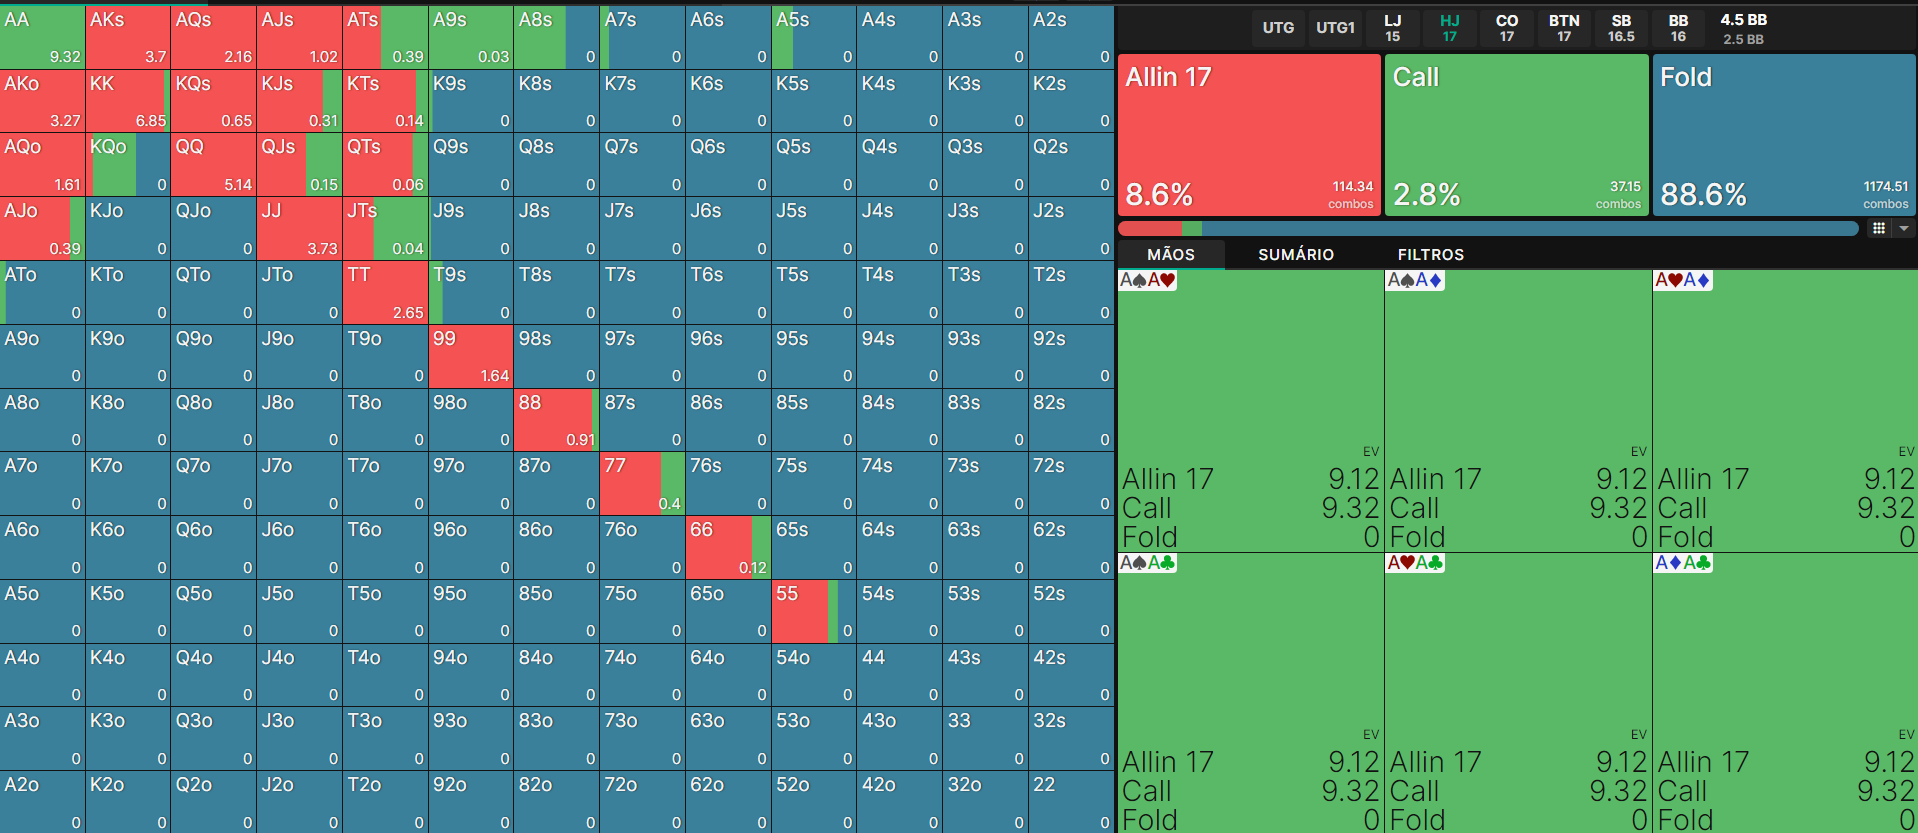 UTG UTG1 LJ HJ CO BTN SB BB 4.5 BB
15 17 17 17 16.5 16 2.5 BB
AA AKs AQs AJs ATs A9s A8s A7s A6s A5s A4s A3s A2s
9.32 3.7 2.16 1.02 0.39 0.03 0 0 0 0 0 0 0
AKo KK KQs KJs KTs K9s K8s K7s K6s K5s K4s K3s K2s
3.27 6.85 0.65 0.31 0.14 0 0 0 0 0 0 0 0
AQo KQo QQ QJs QTs Q9s Q8s Q7s Q6s Q5s Q4s Q3s Q2s
1.61 0 5.14 0.15 0.06 0 0 0 0 0 0 0 0
AJo KJo QJo JJ JTs J9s J8s J7s J6s J5s J4s J3s J2s
0.39 0 0 3.73 0.04 0 0 0 0 0 0 0 0
ATo KTo QTo JTo TT T9s T8s T7s T6s T5s T4s T3s T2s
0 0 0 0 2.65 0 0 0 0 0 0 0 0
A9o K9o Q9o J9o T9o 99 98s 97s 96s 95s 94s 93s 92s
0 0 0 0 0 1.64 0 0 0 0 0 0 0
A8o K8o Q8o J8o T8o 98o 88 87s 86s 85s 84s 83s 82s
0 0 0 0 0 0 0.91 0 0 0 0 0 0
A7o K7o Q7o J7o T7o 97o 87o 77 76s 75s 74s 73s 72s
0 0 0 0 0 0 0 0.4 0 0 0 0 0
A6o K6o Q6o J6o T6o 96o 86o 76o 66 65s 64s 63s 62s
0 0 0 0 0 0 0 0 0.12 0 0 0 0
A5o K5o Q5o J5o T5o 95o 85o 75o 65o 55 54s 53s 52s
0 0 0 0 0 0 0 0 0 0 0 0 0
A4o K4o Q4o J4o T4o 94o 84o 74o 64o 54o 44 43s 42s
0 0 0 0 0 0 0 0 0 0 0 0 0
A3o K3o Q3o J3o T3o 93o 83o 73o 63o 53o 43o 33 32s
0 0 0 0 0 0 0 0 0 0 0 0 0
A2o K2o Q2o J2o T2o 92o 82o 72o 62o 52o 42o 32o 22
0 0 0 0 0 0 0 0 0 0 0 0 0
Allin 17 Call Fold
8.6% 114.34 combos 2.8% 37.15 combos 88.6% 1174.51 combos
MÃOS SUMÁRIO FILTROS
A♠A♥ A♠A♦ A♥A♦
EV EV EV
Allin 17 9.12 Allin 17 9.12 Allin 17 9.12
Call 9.32 Call 9.32 Call 9.32
Fold 0 Fold 0 Fold 0
A♠A♣ A♥A♣ A♦A♣
EV EV EV
Allin 17 9.12 Allin 17 9.12 Allin 17 9.12
Call 9.32 Call 9.32 Call 9.32
Fold 0 Fold 0 Fold 0